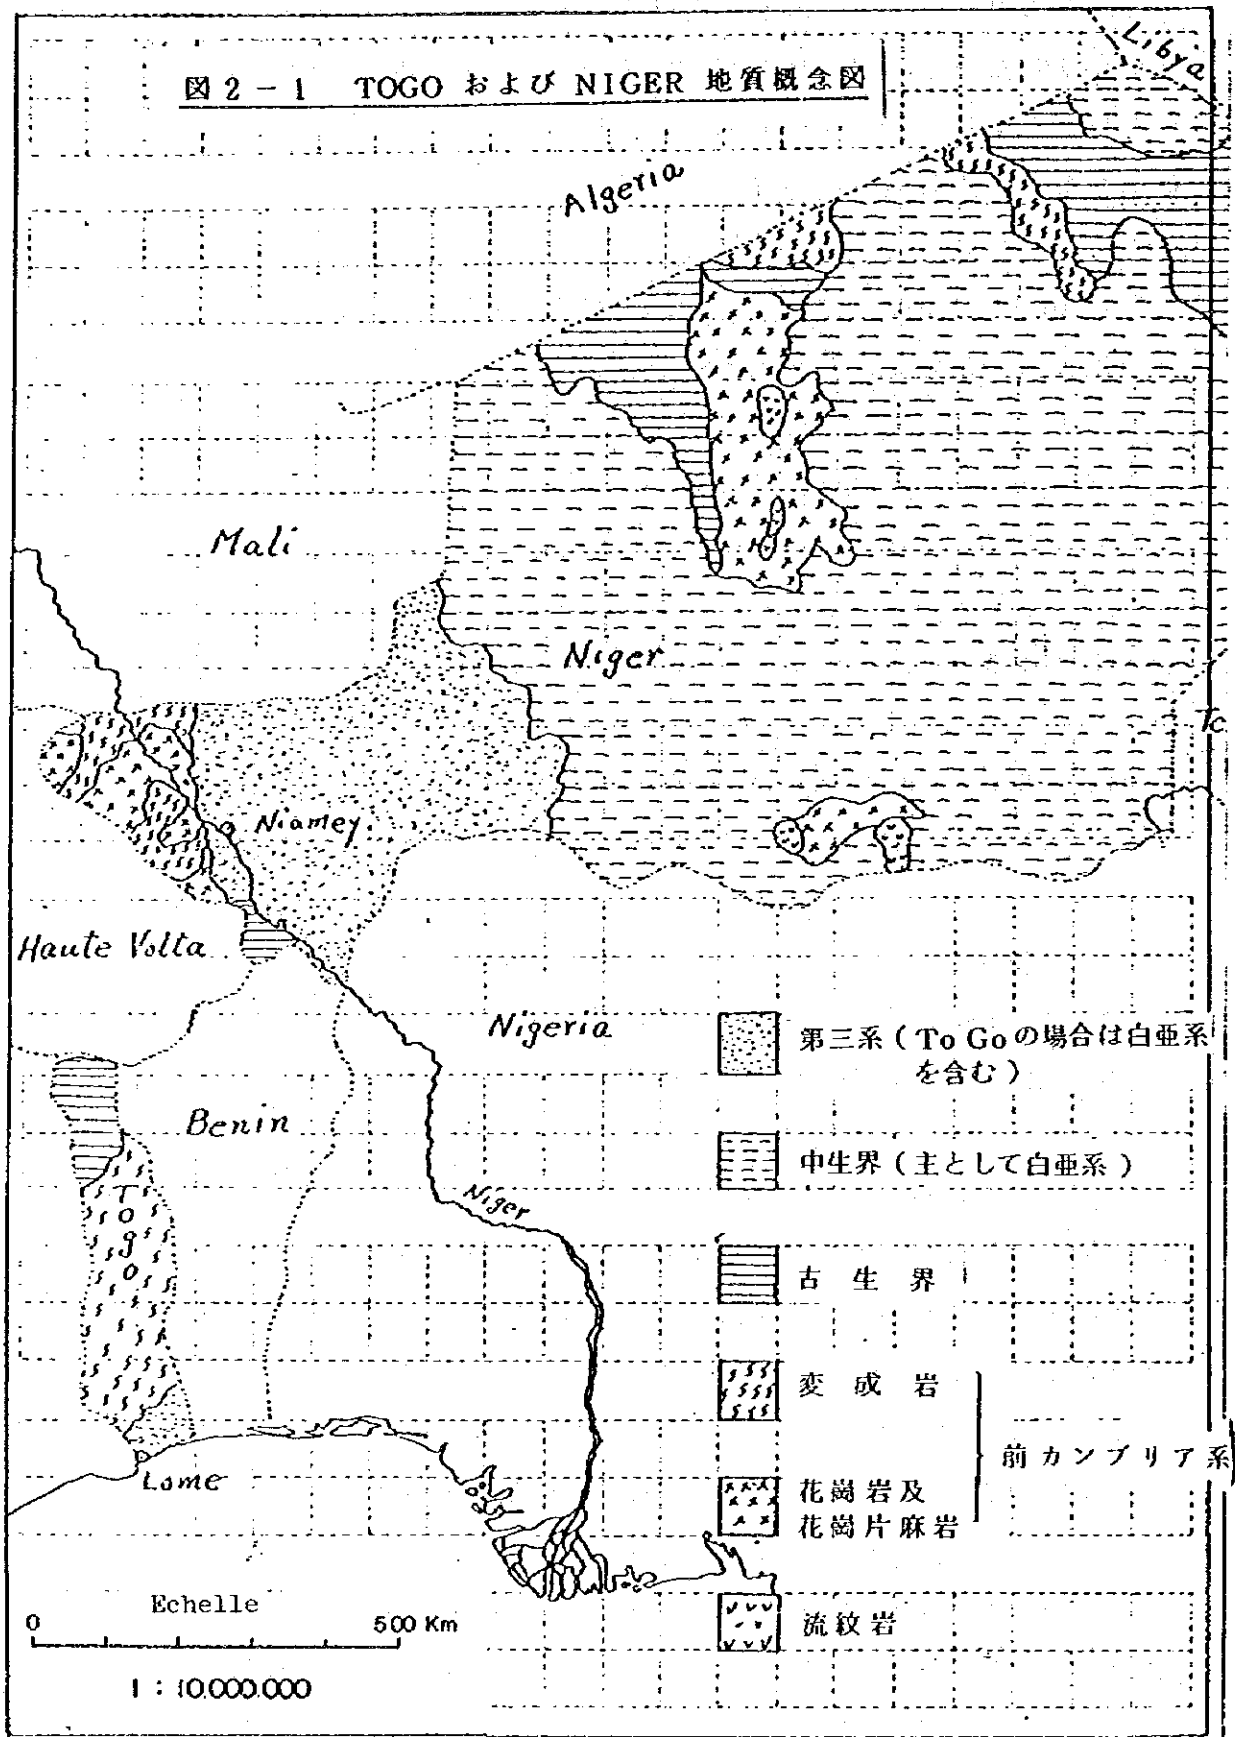 図2-1 TOGO および NIGER 地質概念図
Libya
Algeria
Mali
Niger
Niamey
Haute Volta
Nigeria
Benin
Niger
Togo
Lome
第三系(To Goの場合は白亜系
を含む)
中生界(主として白亜系)
古生界
変成岩
前カンブリア系
花崗岩及
花崗片麻岩
流紋岩
Echelle
0 500 Km
1 : 10.000.000